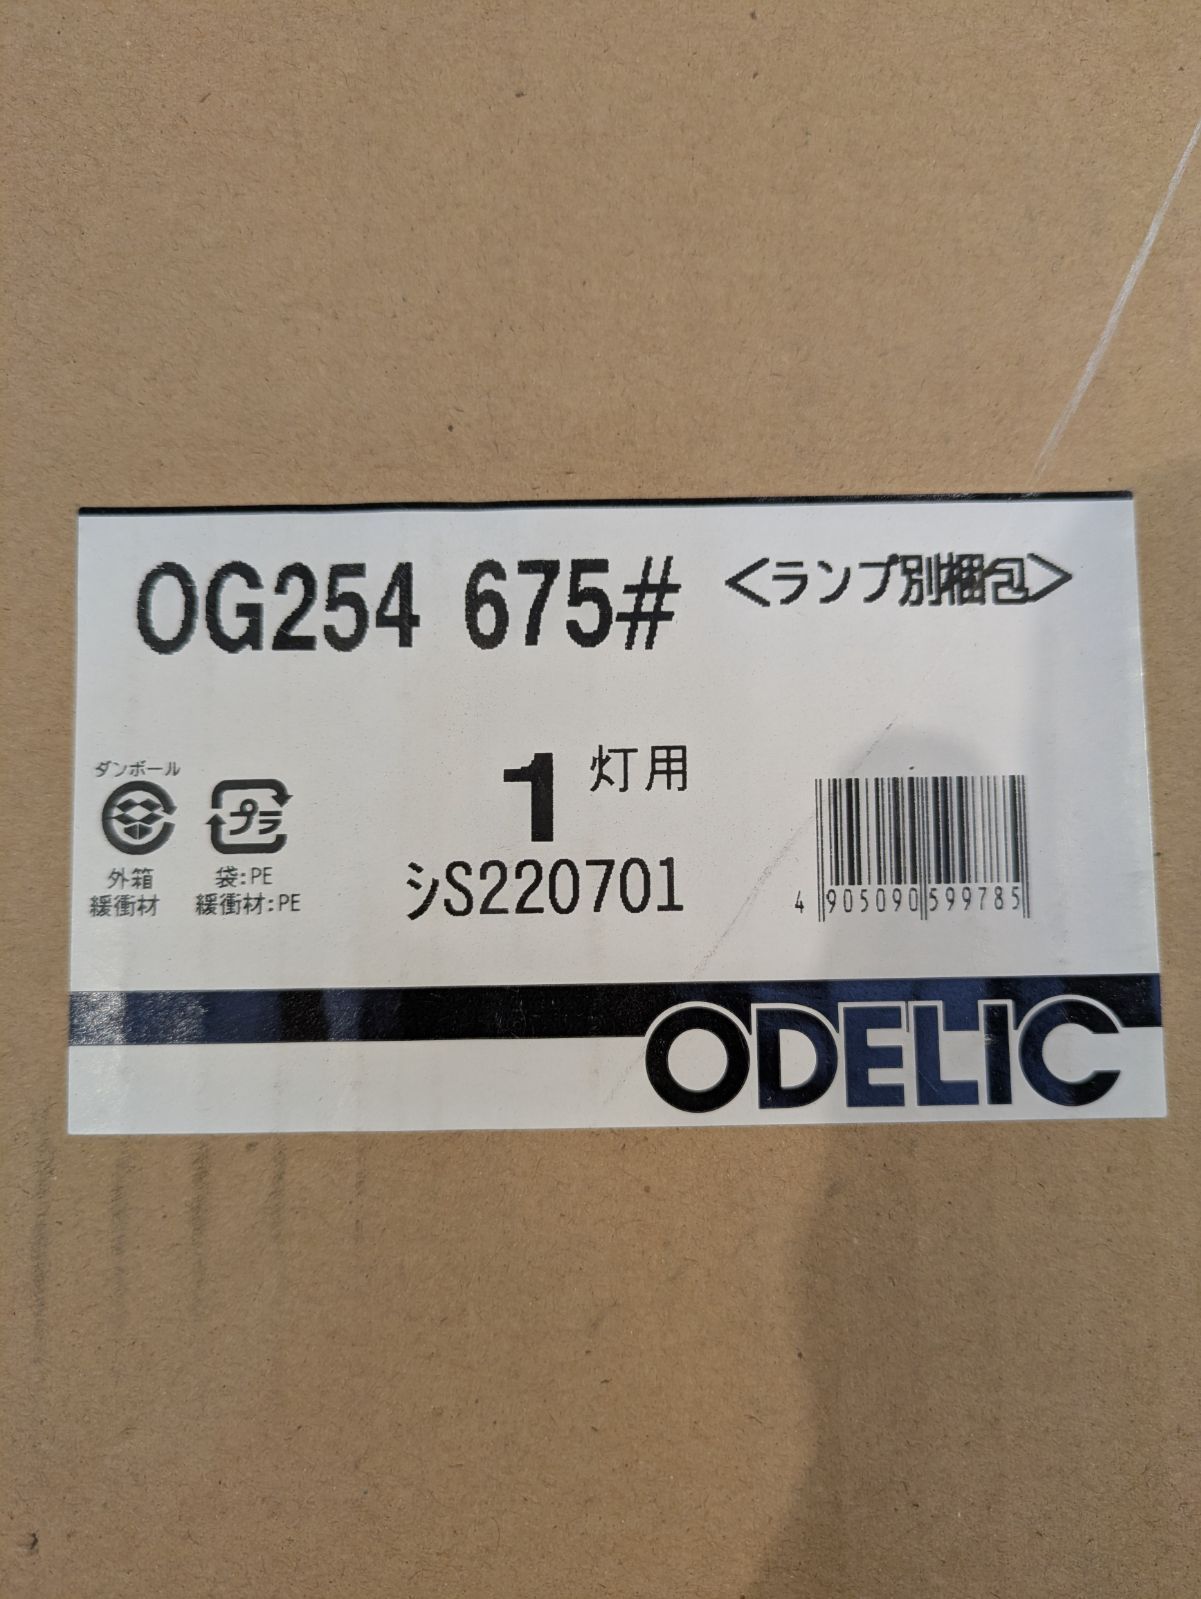 OG254 675# <ランプ別梱包>
1 灯用
シS220701
ダンボール
外箱
緩衝材
プラ
袋:PE
緩衝材:PE
4 905090 599785
ODELIC